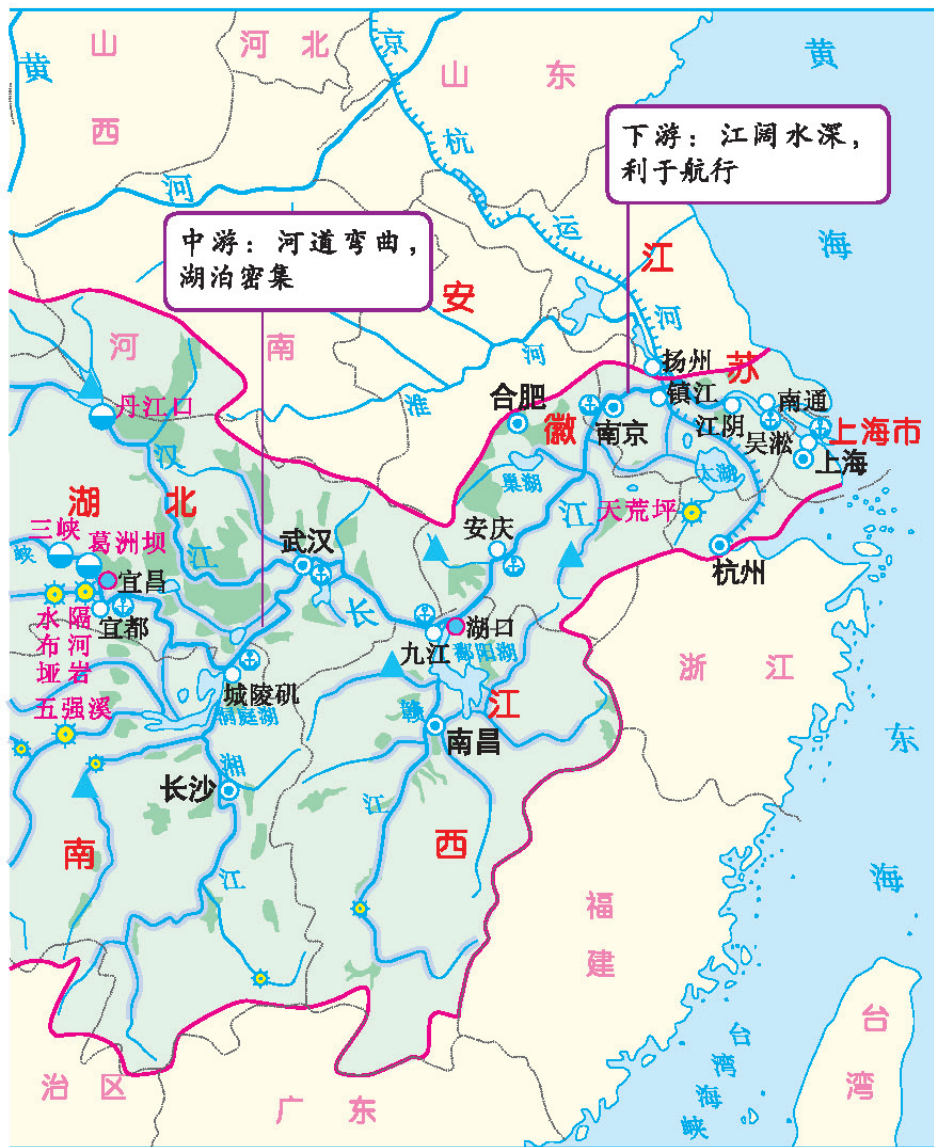 山西
河北
山东
黄河
京杭运河
黄海
下游：江阔水深，
利于航行
中游：河道弯曲，
湖泊密集
河南
安徽
江苏
淮河
扬州
镇江
合肥
南京
江阴
南通
吴淞
上海市
上海
丹江口
汉江
巢湖
太湖
天荒坪
湖北
三峡
峡
葛洲坝
宜昌
宜都
水布垭
隔河岩
武汉
安庆
长江
杭州
九江
湖口
鄱阳湖
浙江
城陵矶
洞庭湖
五强溪
江西
赣江
南昌
长沙
湘江
南
东海
福建
台湾
台湾海峡
治区
广东